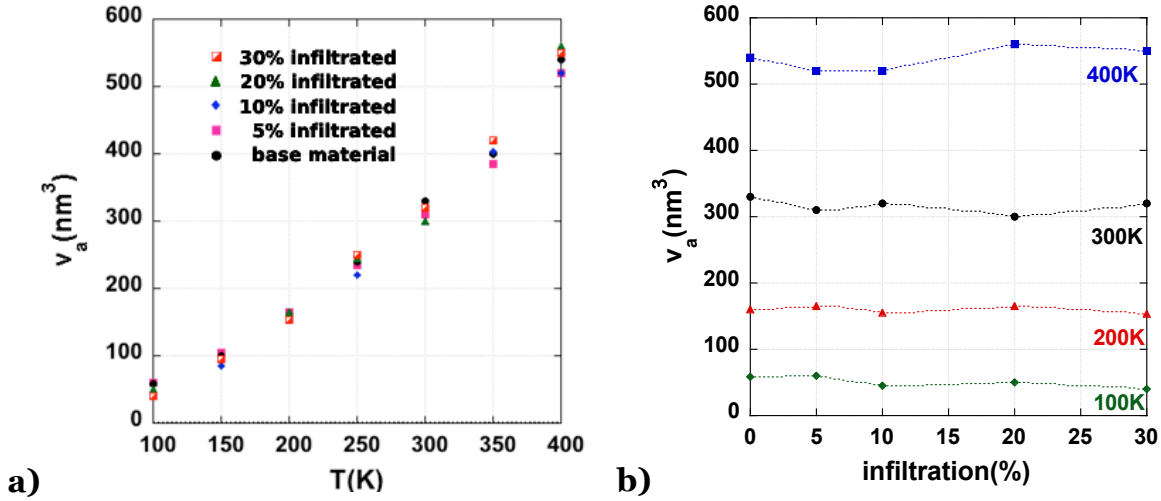 600
500
400
300
200
100
0
v_a(nm^3)
30% infiltrated
20% infiltrated
10% infiltrated
5% infiltrated
base material
100 150 200 250 300 350 400
T(K)
a)
600
500
400
300
200
100
0
v_a(nm^3)
400K
300K
200K
100K
0 5 10 15 20 25 30
infiltration(%)
b)